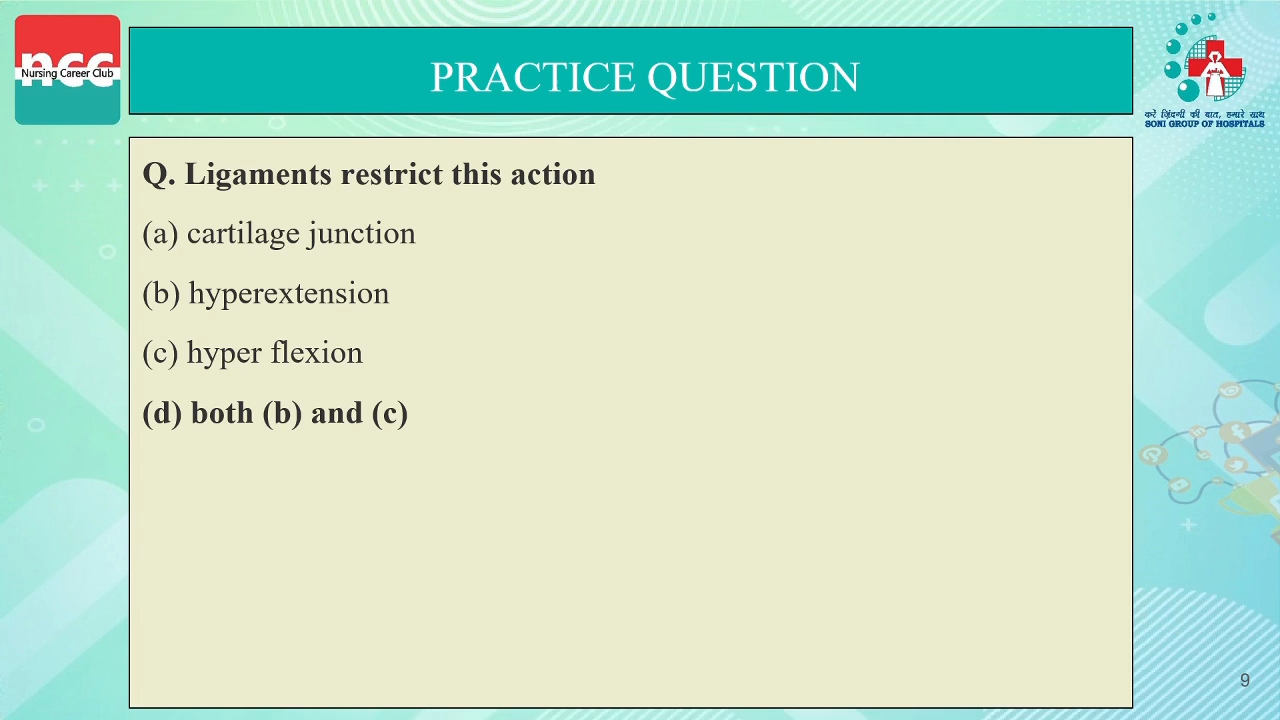 ncc
Nursing Career Club
PRACTICE QUESTION
करे ज़िंदगी की बात, हमारे साथ
SONI GROUP OF HOSPITALS
Q. Ligaments restrict this action
(a) cartilage junction
(b) hyperextension
(c) hyper flexion
(d) both (b) and (c)
9